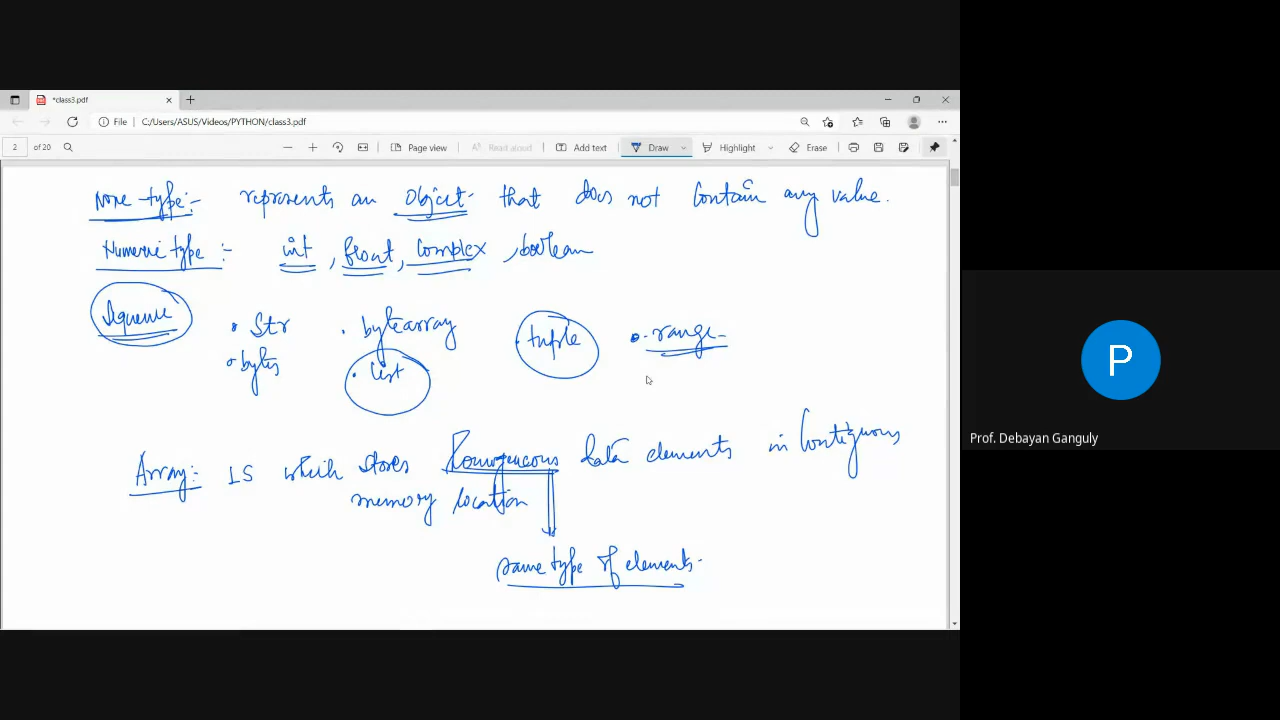 *class3.pdf
File C:/Users/ASUS/Videos/PYTHON/class3.pdf
2 of 20 Page view Read aloud Add text Draw Highlight Erase
None type:- represents an object that does not contain any value.
Numeric type :- int, float, complex, boolean
Sequence • Str • bytearray • tuple • range
• bytes • List
Array:- IS which stores homogeneous data elements in contiguous
memory location
same type of elements.
P
Prof. Debayan Ganguly